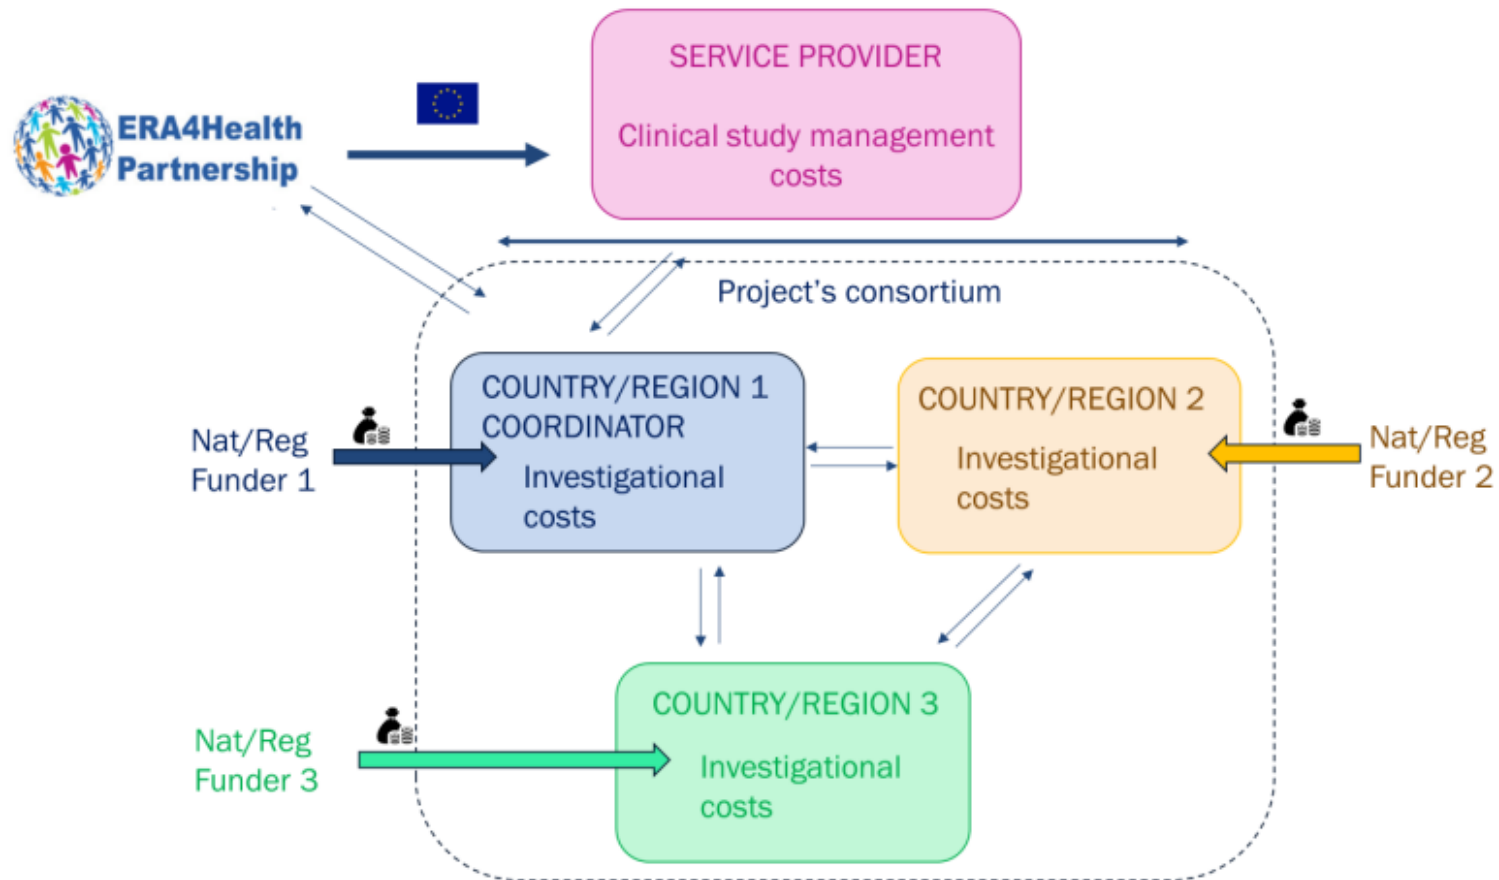 SERVICE PROVIDER
Clinical study management
costs
ERA4Health
Partnership
Project's consortium
COUNTRY/REGION 1
COORDINATOR
Investigational
costs
COUNTRY/REGION 2
Investigational
costs
Nat/Reg
Funder 1
Nat/Reg
Funder 2
COUNTRY/REGION 3
Investigational
costs
Nat/Reg
Funder 3